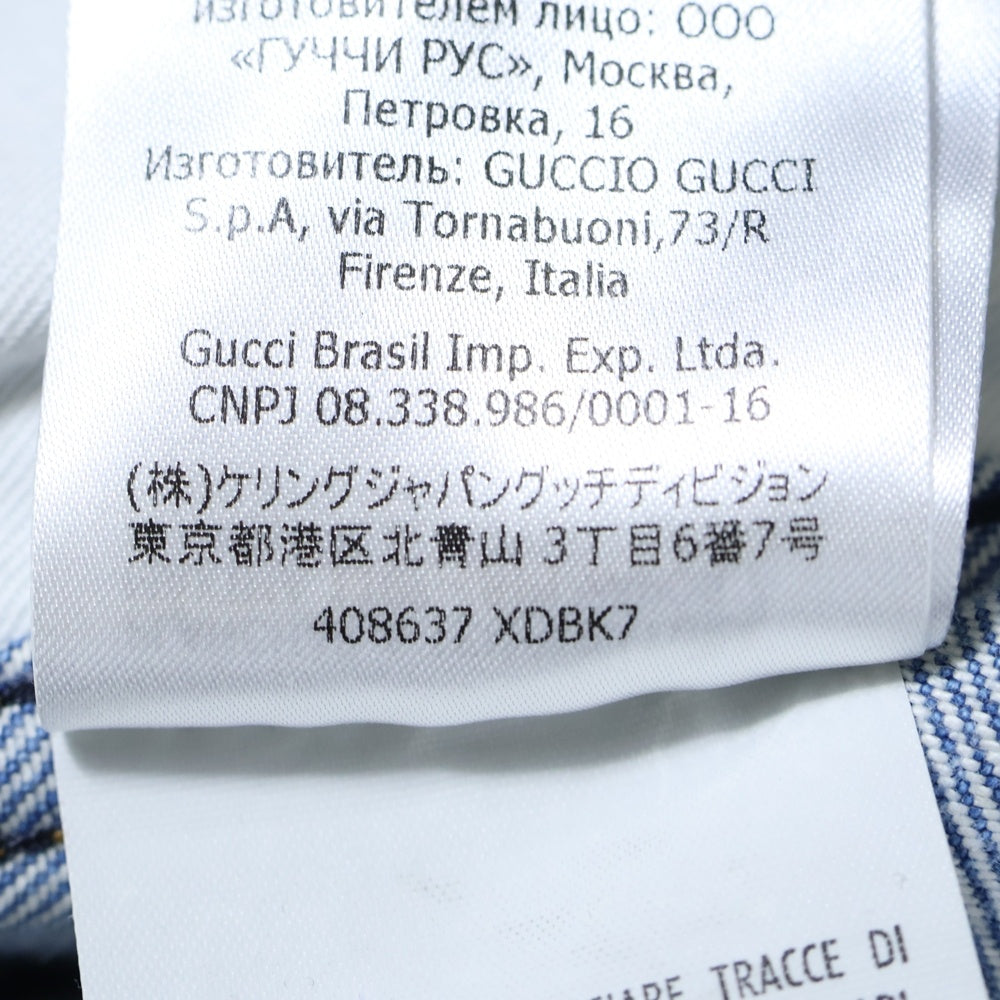 изготовителем лицо: ООО
«ГУЧЧИ РУС», Москва,
Петровка, 16
Изготовитель: GUCCIO GUCCI
S.p.A, via Tornabuoni,73/R
Firenze, Italia
Gucci Brasil Imp. Exp. Ltda.
CNPJ 08.338.986/0001-16
(株)ケリングジャパングッチディビジョン
東京都港区北青山 3丁目6番7号
408637 XDBK7
TRACCE DI